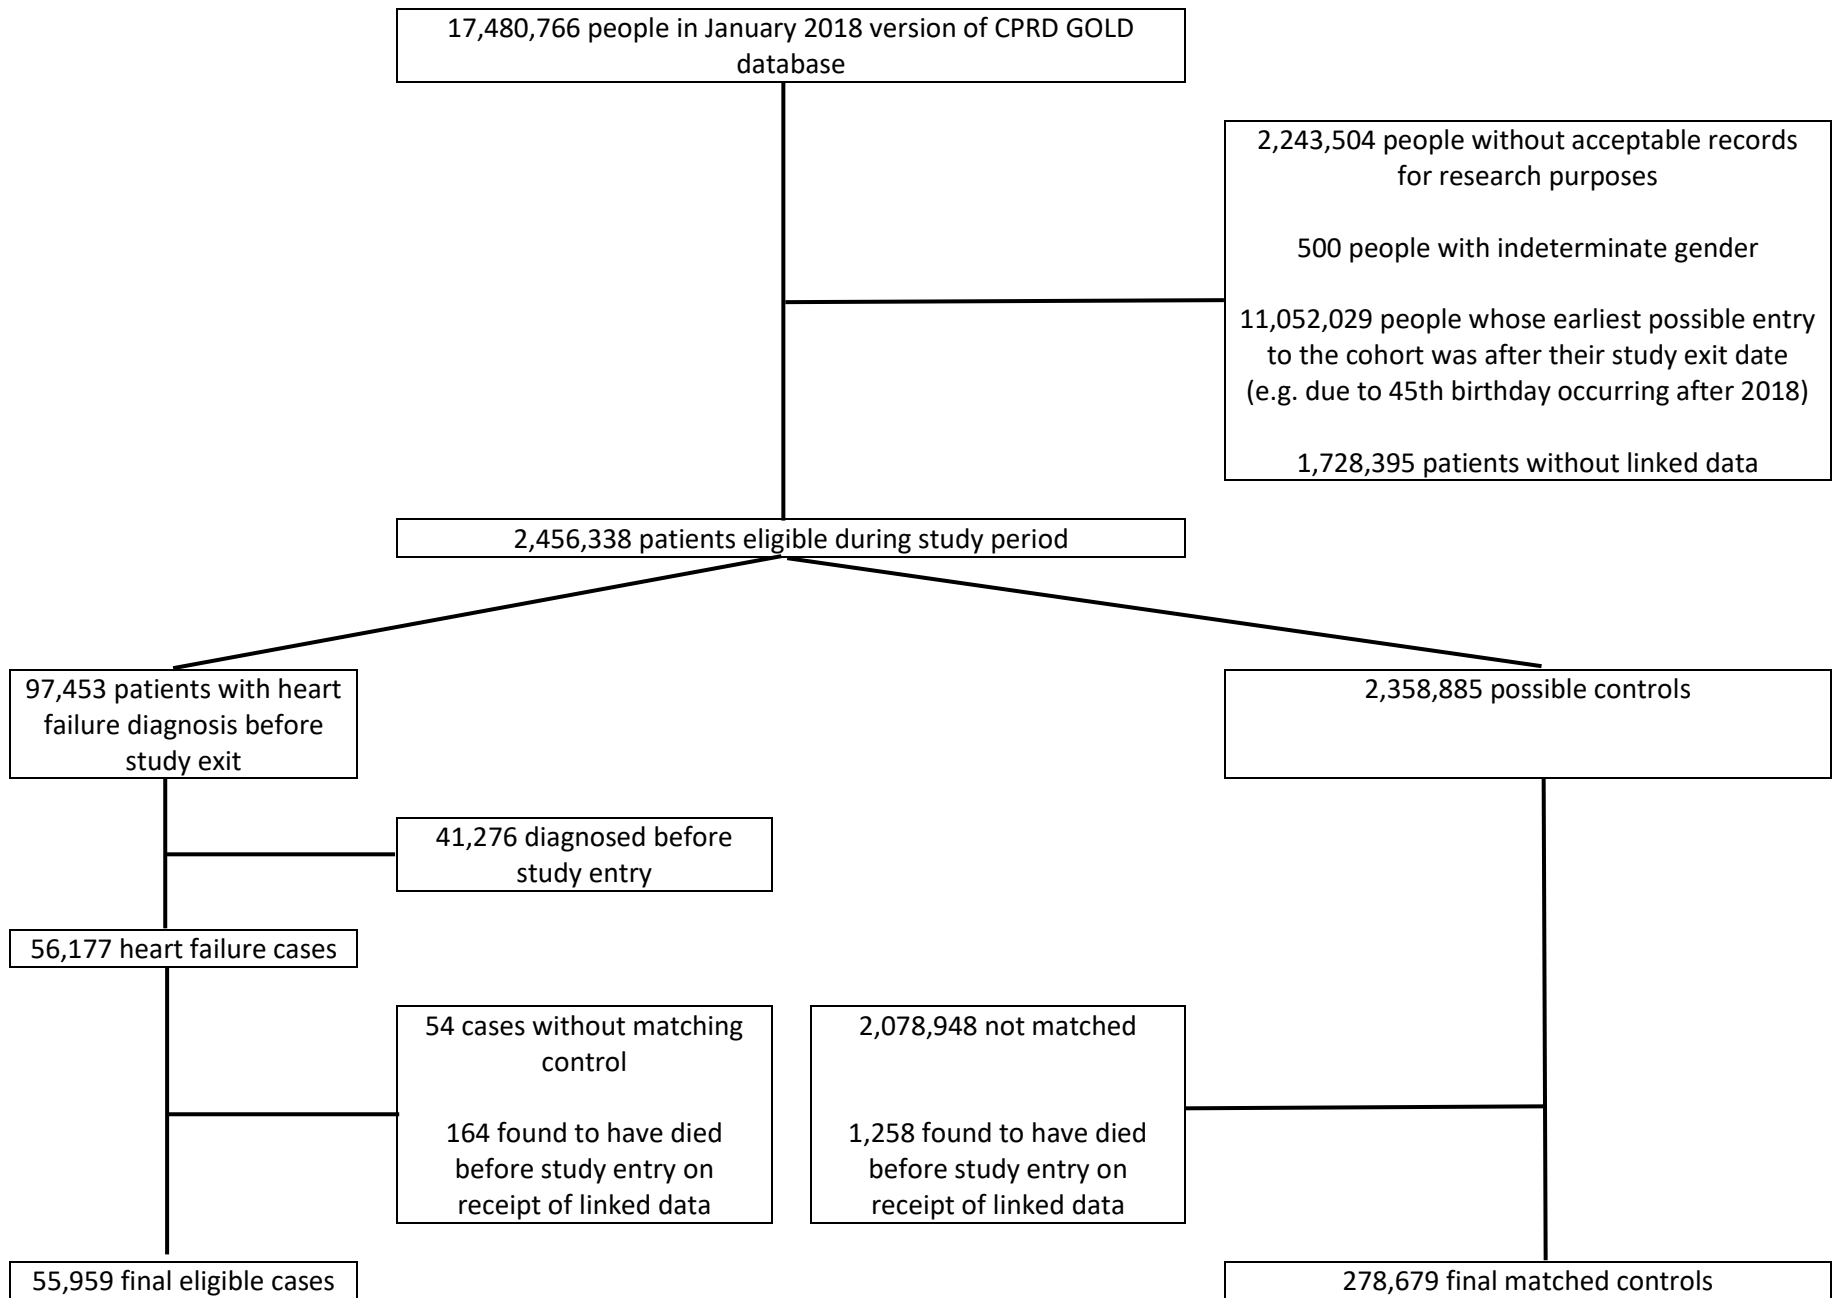 17,480,766 people in January 2018 version of CPRD GOLD
database
2,243,504 people without acceptable records
for research purposes
500 people with indeterminate gender
11,052,029 people whose earliest possible entry
to the cohort was after their study exit date
(e.g. due to 45th birthday occurring after 2018)
1,728,395 patients without linked data
2,456,338 patients eligible during study period
97,453 patients with heart
failure diagnosis before
study exit
2,358,885 possible controls
41,276 diagnosed before
study entry
56,177 heart failure cases
54 cases without matching
control
164 found to have died
before study entry on
receipt of linked data
2,078,948 not matched
1,258 found to have died
before study entry on
receipt of linked data
55,959 final eligible cases
278,679 final matched controls